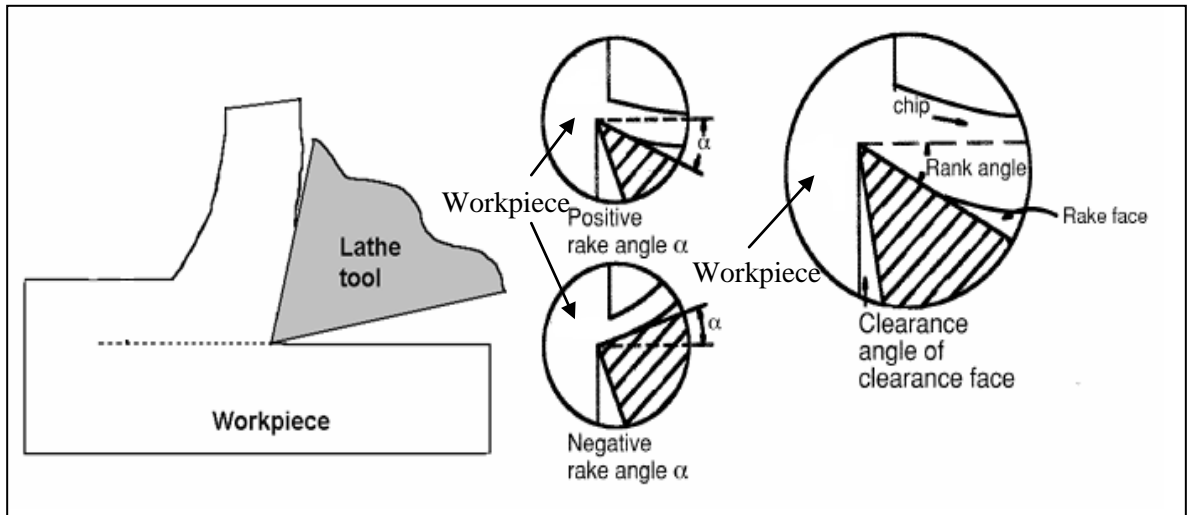 Lathe
tool
Workpiece
Workpiece
α
Positive
rake angle α
α
Negative
rake angle α
Workpiece
chip
Rank angle
Rake face
Clearance
angle of
clearance face